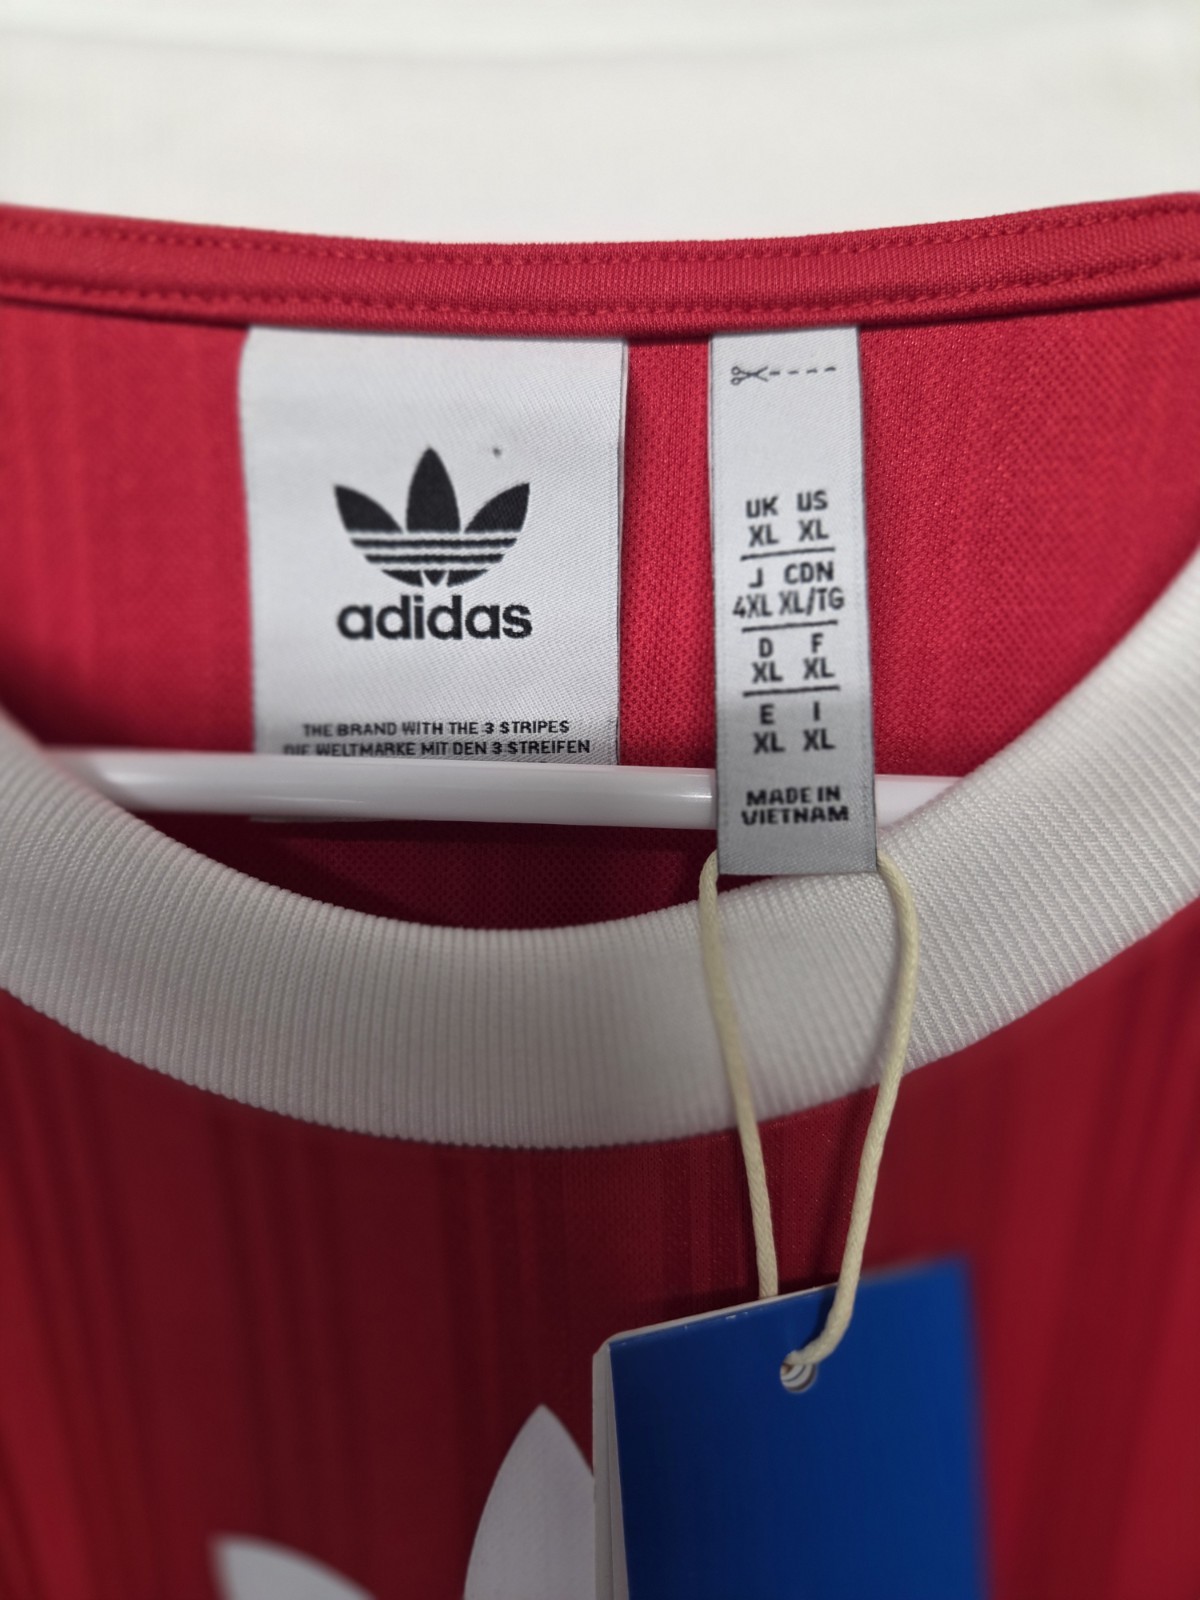 adidas
THE BRAND WITH THE 3 STRIPES
DIE WELTMARKE MIT DEN 3 STREIFEN
UK US
XL XL
J CDN
4XL XL/TG
D F
XL XL
E I
XL XL
MADE IN
VIETNAM